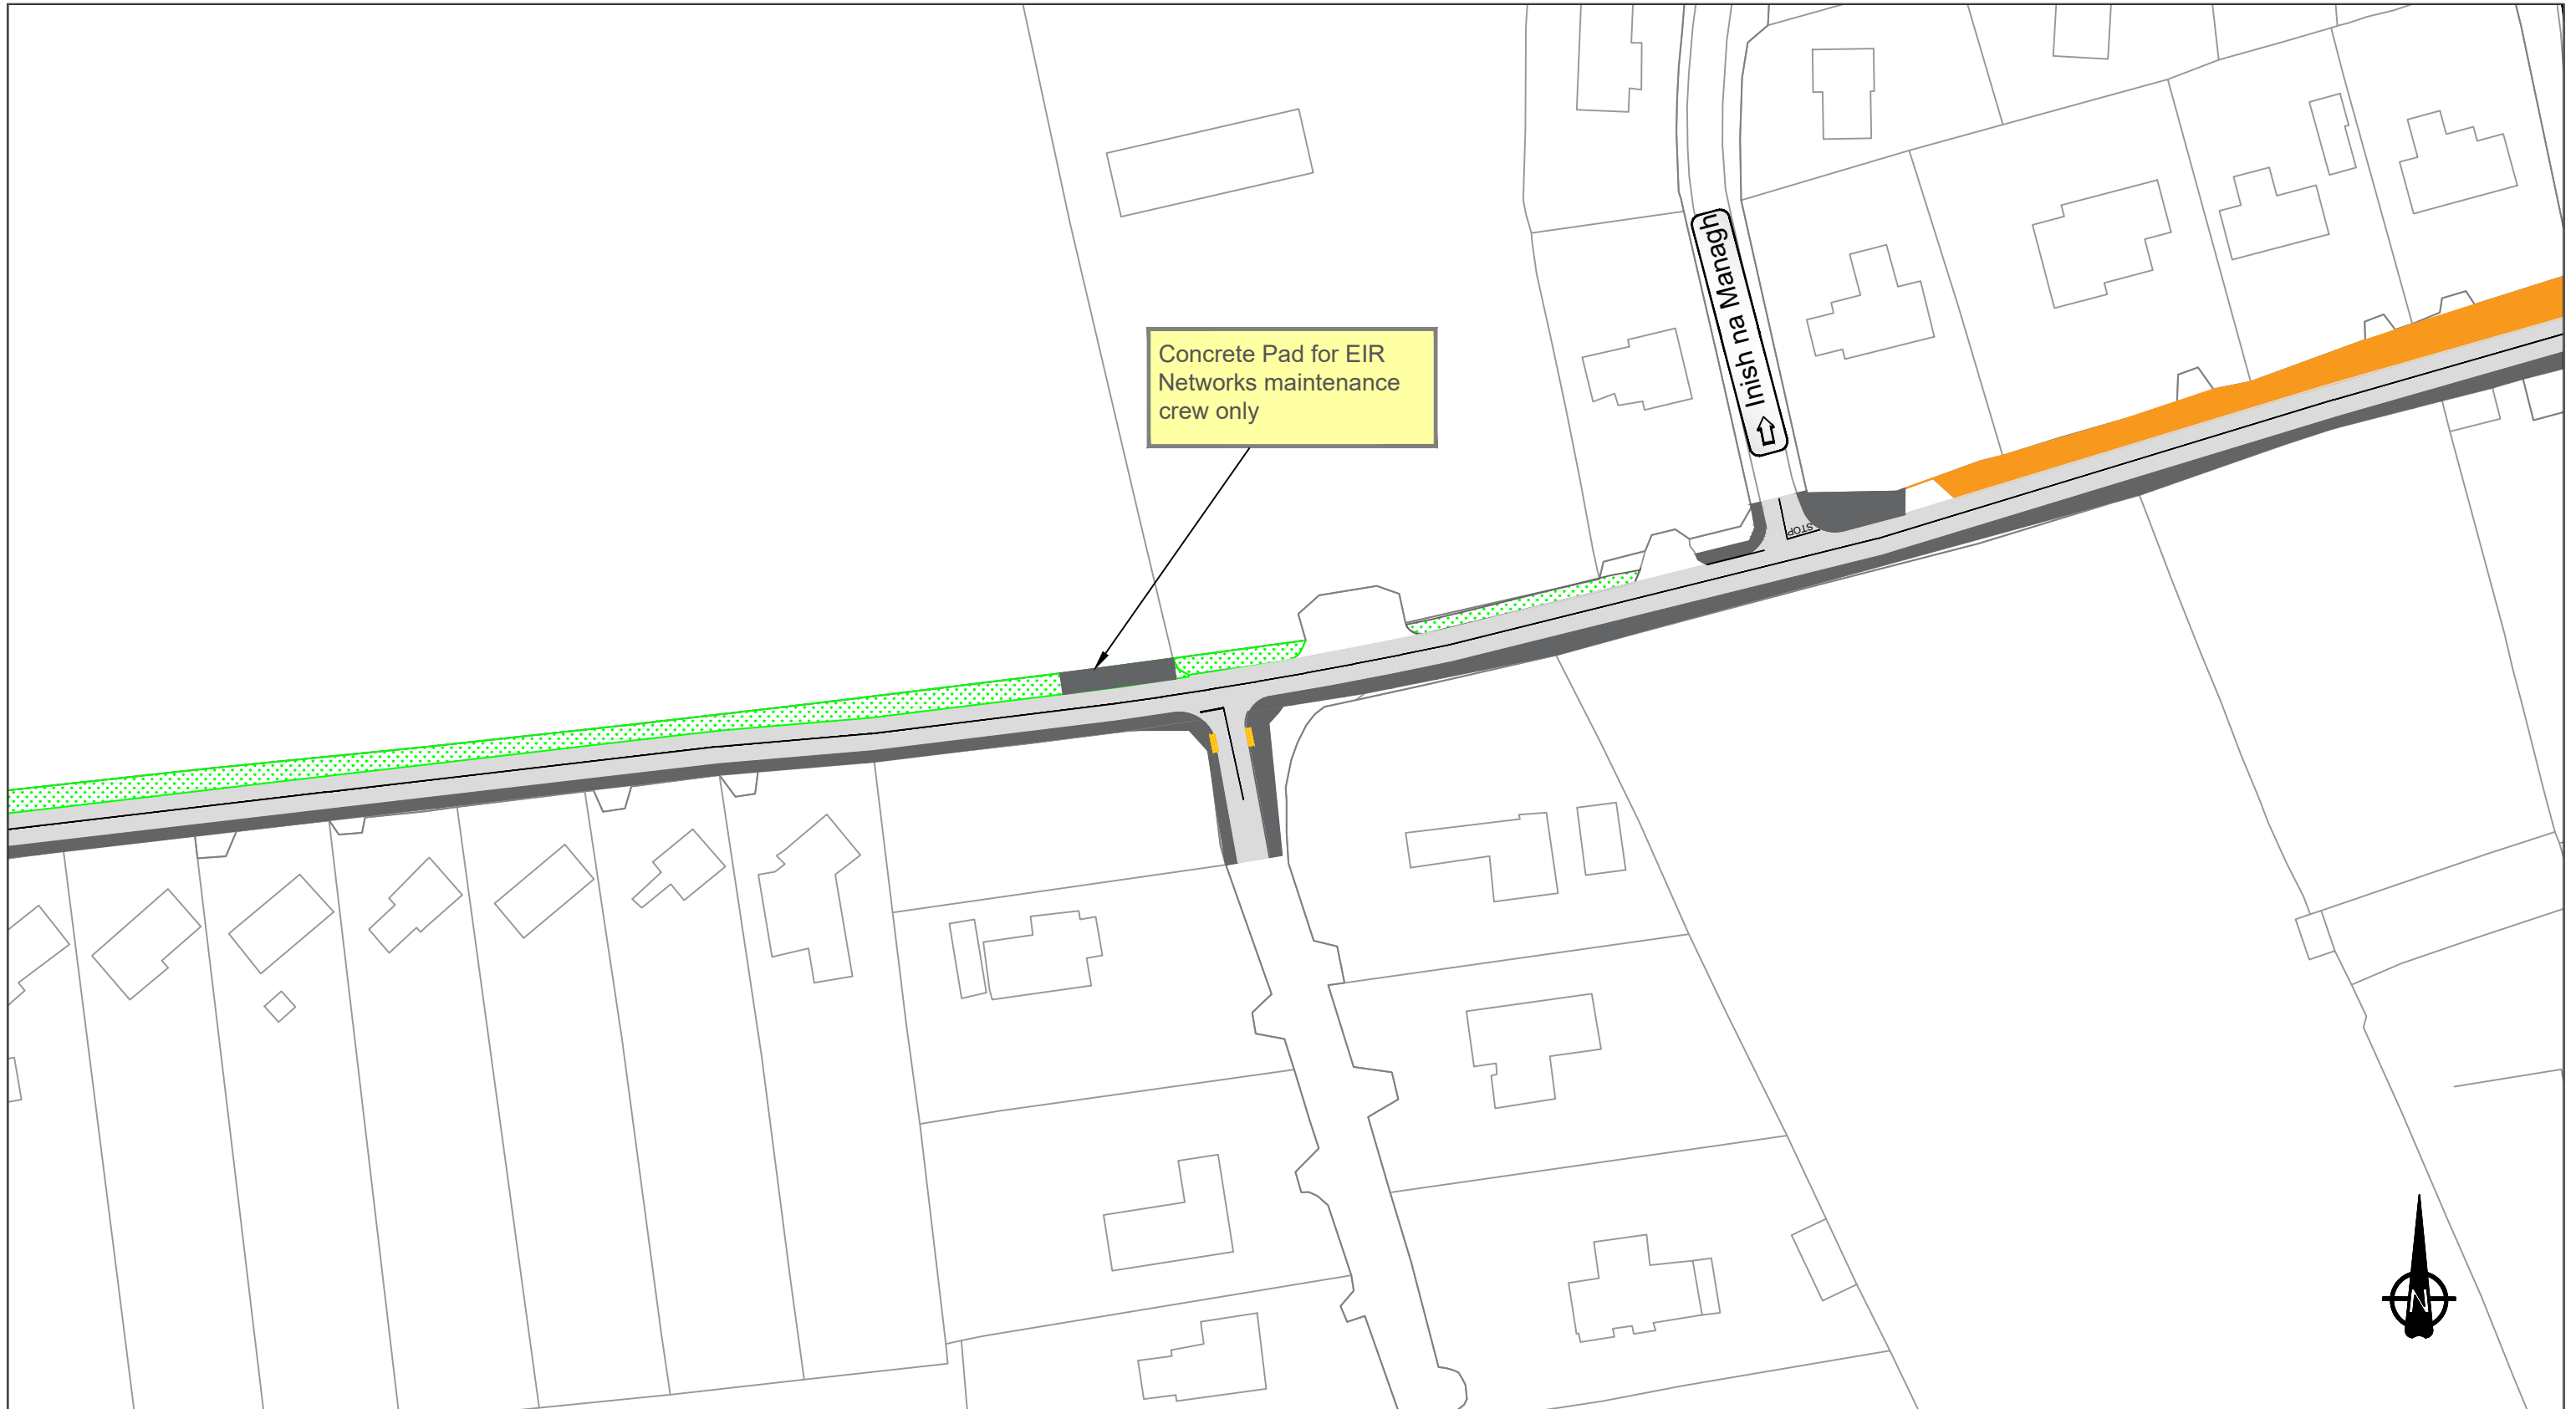 Concrete Pad for EIR
Networks maintenance
crew only
Inish na Managh
STOP
N